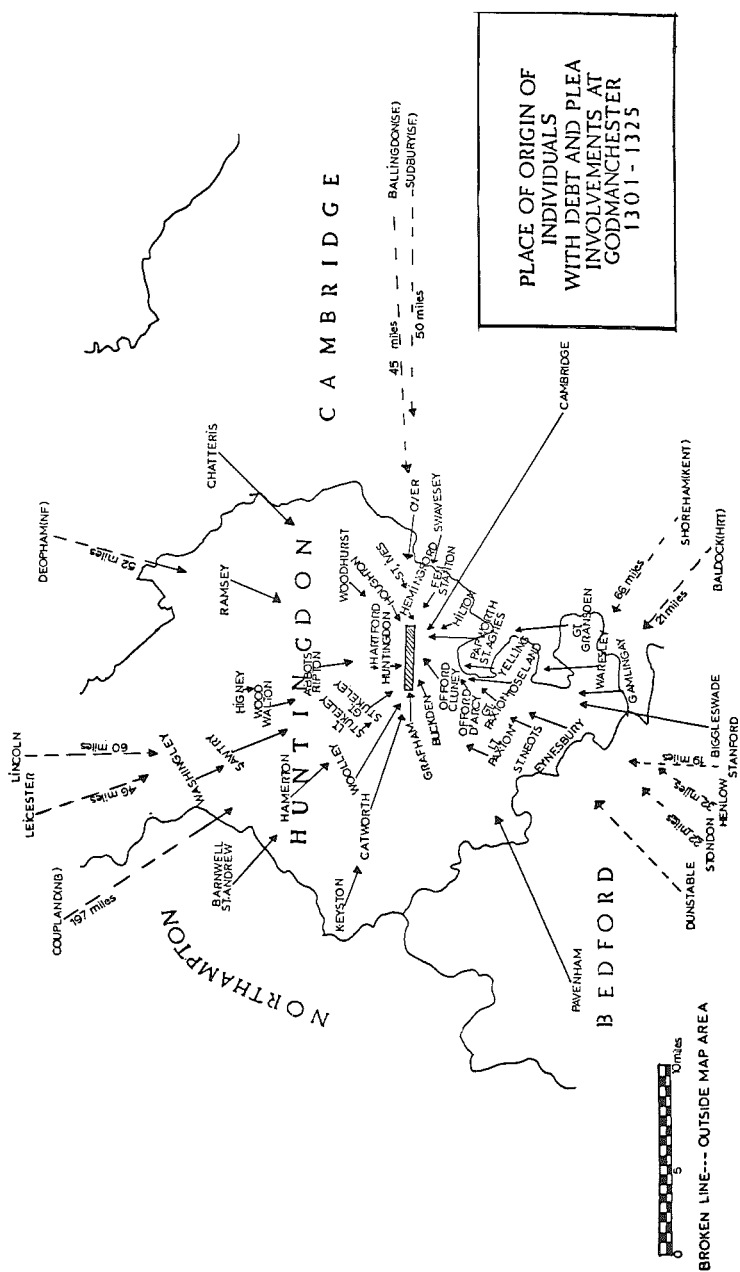 PLACE OF ORIGIN OF
INDIVIDUALS
WITH DEBT AND PLEA
INVOLVEMENTS AT
GODMANCHESTER
1301 - 1325
CAMBRIDGE
HUNTINGDON
NORTHAMPTON
BEDFORD
LINCOLN
60 miles
LEICESTER
46 miles
COUPLAND(NB)
197 miles
DEOPHAM(NF)
52 miles
BALLINGDON(SF)
45 miles
SUDBURY(SF)
50 miles
SHOREHAM(KENT)
66 miles
BALDOCK(HRT)
21 miles
CHATTERIS
RAMSEY
HIGNEY
WOOD
WALTON
ABBOTS
RIPTON
WASHINGLEY
SAWTRY
HAMERTON
BARNWELL
ST.ANDREW
KEYSTON
CATWORTH
WOOLLEY
LT
STUKELEY
GT
STUKELEY
HARTFORD
HUNTINGDON
WOODHURST
HOUGHTON
ST. IVES
HEMINGFORD
FEN
STANTON
OVER
SWAVESEY
CAMBRIDGE
HILTON
PAPWORTH
ST.AGNES
YELLING
GT.
GRANSDEN
TOSELAND
WARESLEY
GAMLINGAY
GRAFHAM
BUCKDEN
OFFORD
CLUNEY
OFFORD
D'ARCY
GT.
PAXTON
LT.
PAXTON
ST.NEOTS
EYNESBURY
BIGGLESWADE
STANFORD
19 mil.
HENLOW
miles
STONDON
22 miles
DUNSTABLE
PAVENHAM
0 5 10 miles
BROKEN LINE--- OUTSIDE MAP AREA